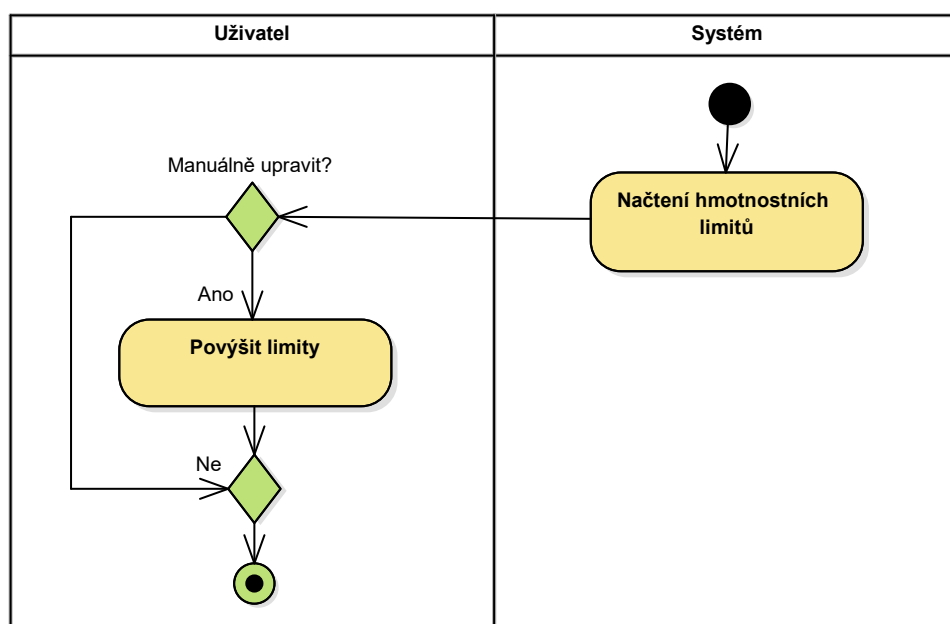 Uživatel
Systém
Manuálně upravit?
Načtení hmotnostních
limitů
Ano
Povýšit limity
Ne